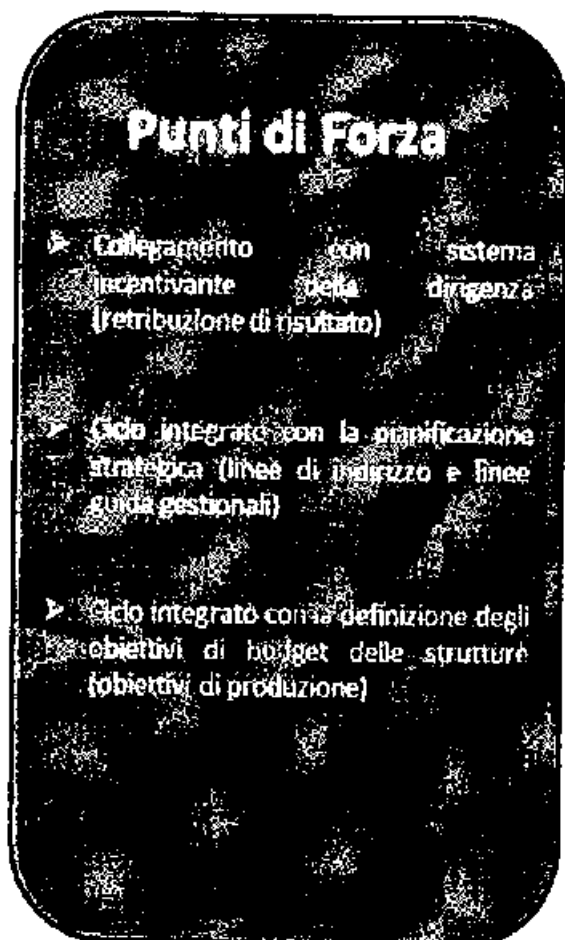 Punti di Forza
➤ Collegamento con sistema
incentivante della dirigenza
(retribuzione di risultato)
➤ Ciclo integrato con la pianificazione
strategica (linee di indirizzo e linee
guida gestionali)
➤ Ciclo integrato con la definizione degli
obiettivi di budget delle strutture
(obiettivi di produzione)